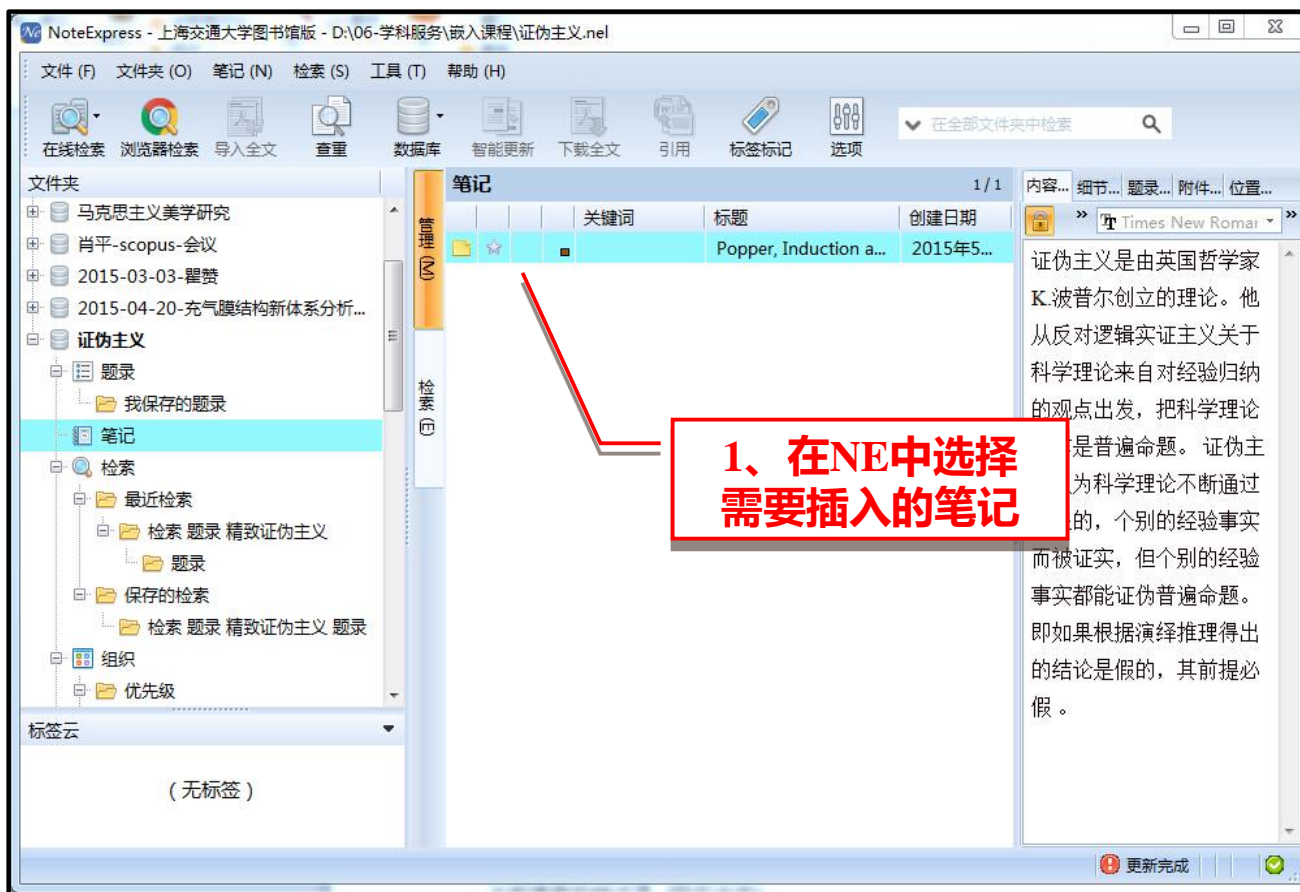 NoteExpress - 上海交通大学图书馆版 - D:\06-学科服务\嵌入课程\证伪主义.nel
文件 (F) 文件夹 (O) 笔记 (N) 检索 (S) 工具 (T) 帮助 (H)
在线检索 浏览器检索 导入全文 查重 数据库 智能更新 下载全文 引用 标签标记 选项 在全部文件夹中检索
文件夹
马克思主义美学研究
肖平-scopus-会议
2015-03-03-瞿赞
2015-04-20-充气膜结构新体系分析...
证伪主义
题录
我保存的题录
笔记
检索
最近检索
检索 题录 精致证伪主义
题录
保存的检索
检索 题录 精致证伪主义 题录
组织
优先级
标签云
(无标签)
管理 (M)
检索 (F)
笔记 1/1
关键词 标题 创建日期
Popper, Induction a... 2015年5...
1、在NE中选择
需要插入的笔记
内容... 细节... 题录... 附件... 位置...
Times New Roman
证伪主义是由英国哲学家
K.波普尔创立的理论。他
从反对逻辑实证主义关于
科学理论来自对经验归纳
的观点出发，把科学理论
是普遍命题。 证伪主
为科学理论不断通过
的，个别的经验事实
而被证实，但个别的经验
事实都能证伪普遍命题。
即如果根据演绎推理得出
的结论是假的，其前提必
假 。
更新完成